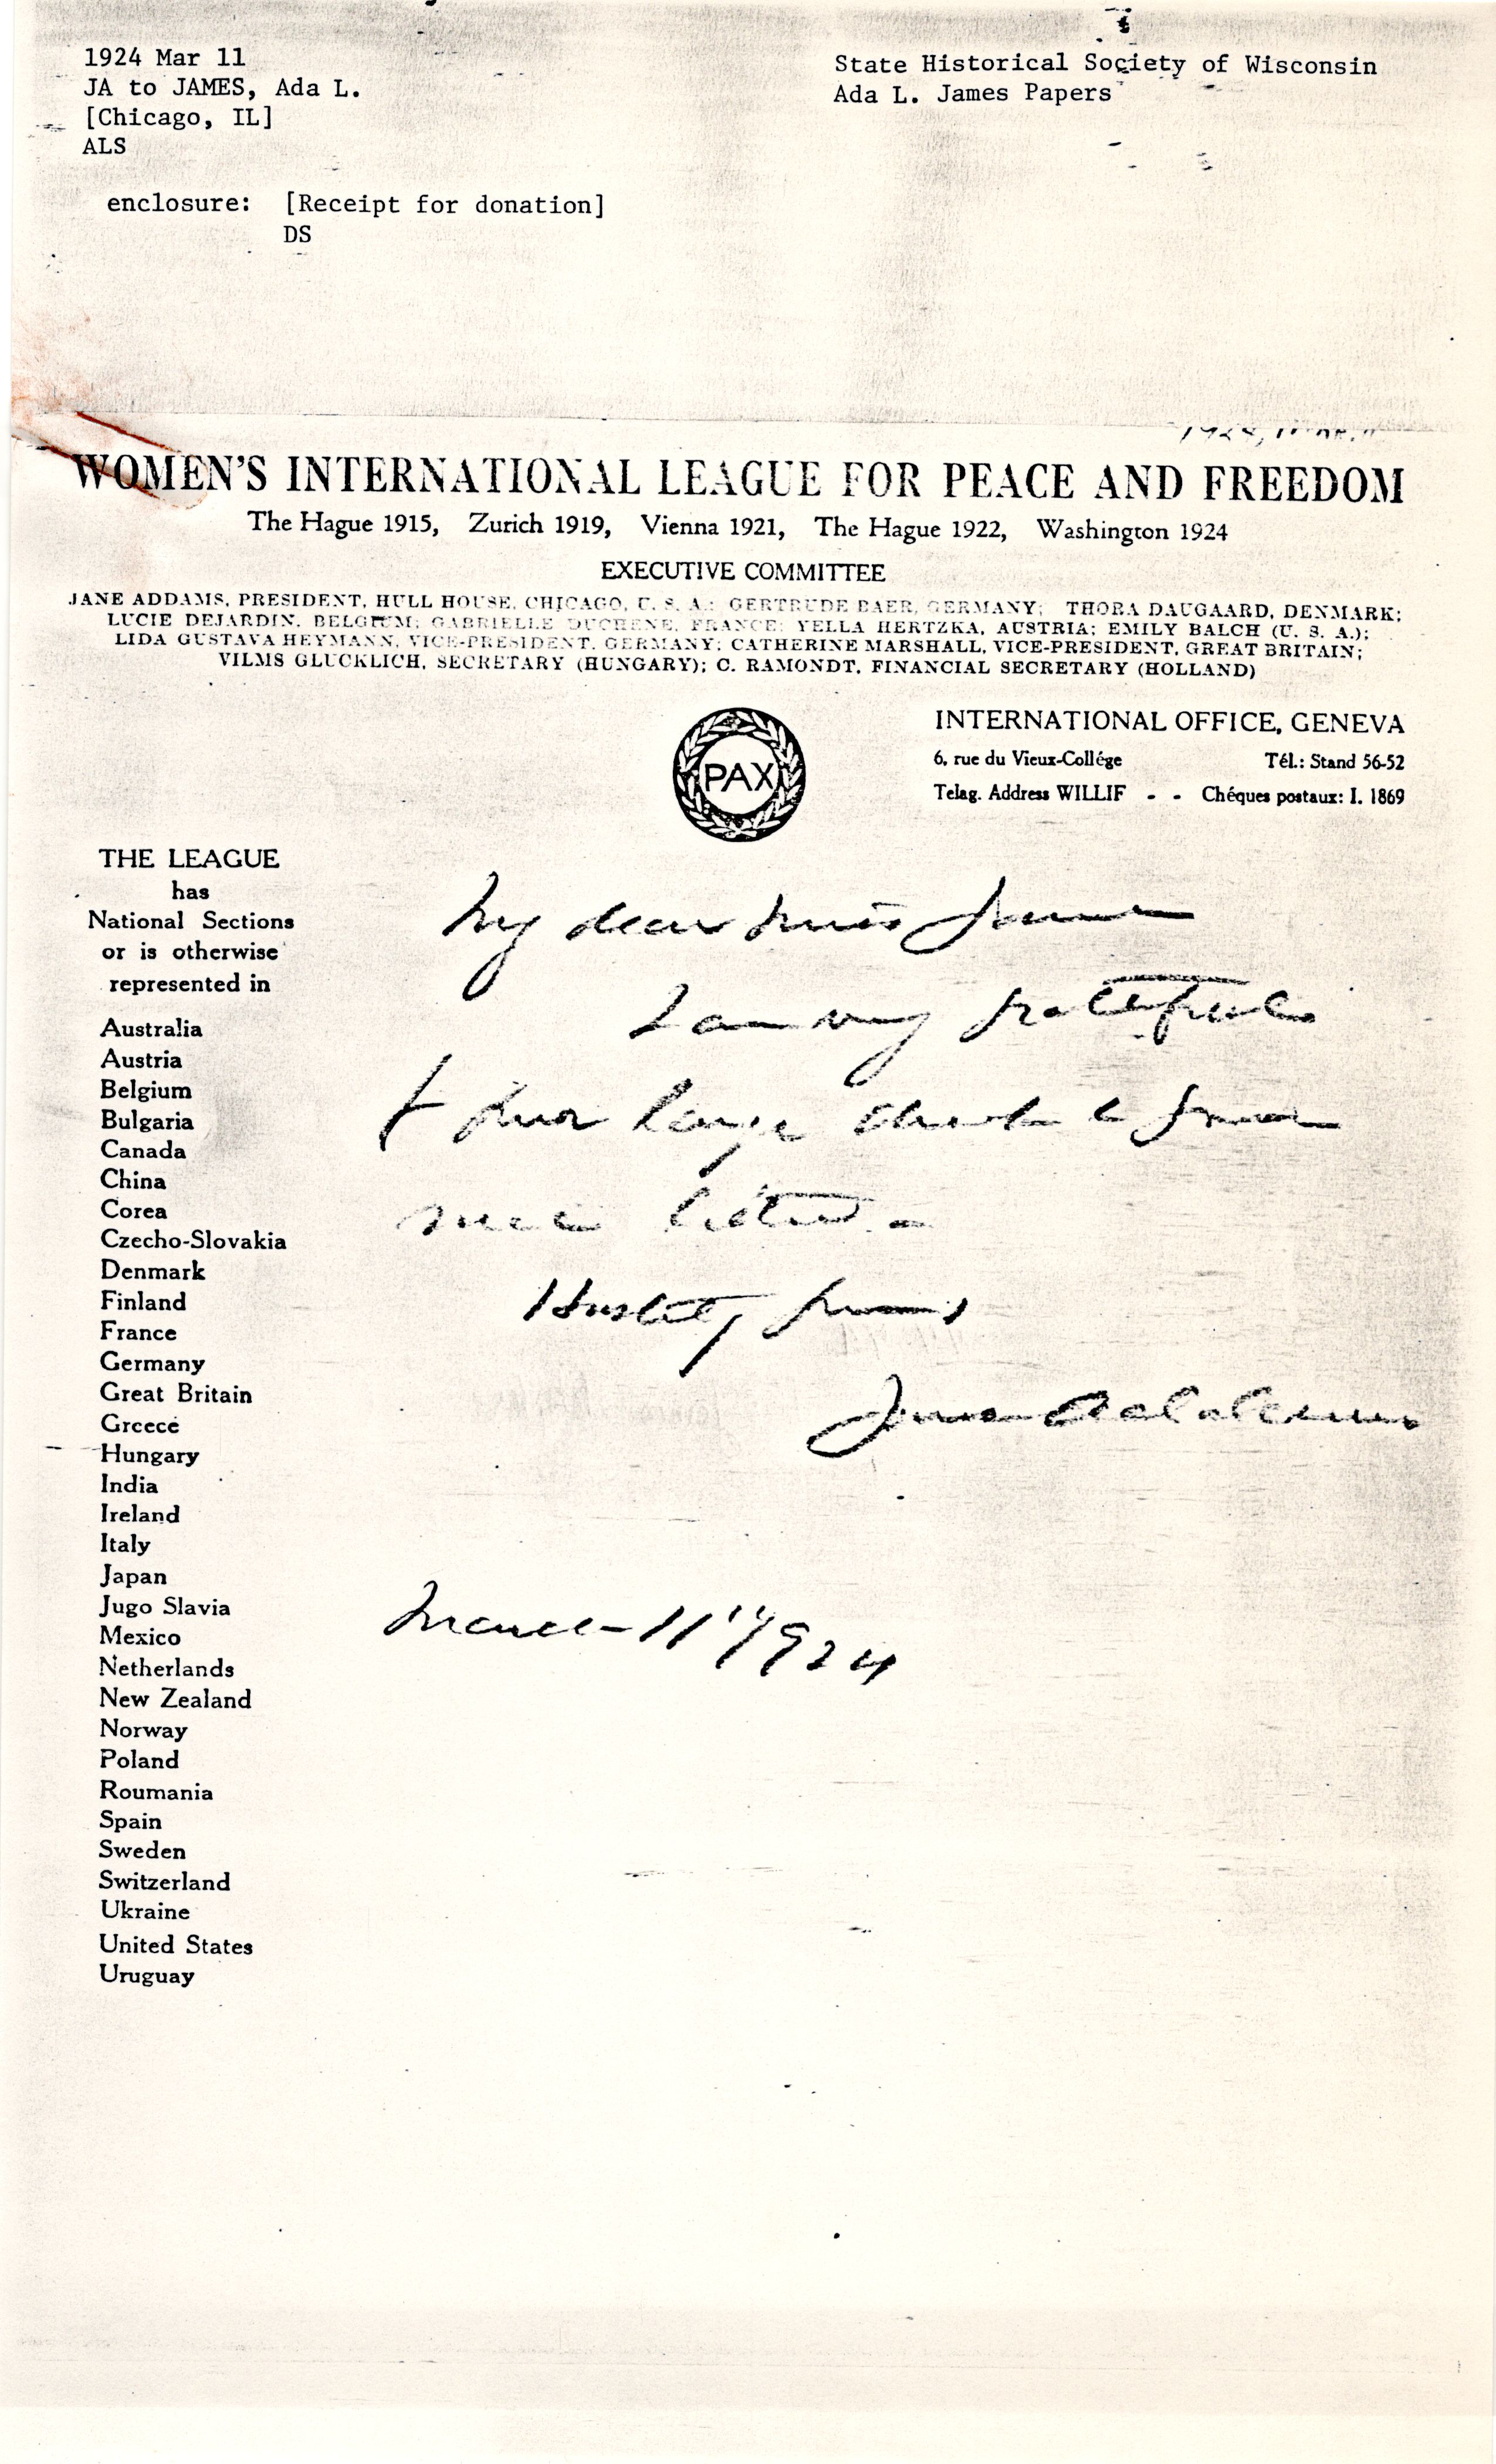 1924 Mar 11
JA to JAMES, Ada L.
[Chicago, IL]
ALS
enclosure: [Receipt for donation]
DS
State Historical Society of Wisconsin
Ada L. James Papers
WOMEN'S INTERNATIONAL LEAGUE FOR PEACE AND FREEDOM
The Hague 1915, Zurich 1919, Vienna 1921, The Hague 1922, Washington 1924
EXECUTIVE COMMITTEE
JANE ADDAMS, PRESIDENT, HULL HOUSE, CHICAGO, U. S. A.; GERTRUDE BAER, GERMANY; THORA DAUGAARD, DENMARK;
LUCIE DEJARDIN, BELGIUM; GABRIELLE DUCHENE, FRANCE; YELLA HERTZKA, AUSTRIA; EMILY BALCH (U. S. A.);
LIDA GUSTAVA HEYMANN, VICE-PRESIDENT, GERMANY; CATHERINE MARSHALL, VICE-PRESIDENT, GREAT BRITAIN;
VILMS GLUCKLICH, SECRETARY (HUNGARY); C. RAMONDT, FINANCIAL SECRETARY (HOLLAND)
PAX
INTERNATIONAL OFFICE, GENEVA
6, rue du Vieux-Collége Tél.: Stand 56-52
Telag. Address WILLIF - - Chéques postaux: I. 1869
THE LEAGUE
has
National Sections
or is otherwise
represented in
Australia
Austria
Belgium
Bulgaria
Canada
China
Corea
Czecho-Slovakia
Denmark
Finland
France
Germany
Great Britain
Greece
Hungary
India
Ireland
Italy
Japan
Jugo Slavia
Mexico
Netherlands
New Zealand
Norway
Poland
Roumania
Spain
Sweden
Switzerland
Ukraine
United States
Uruguay
My dear Miss James
I am very grateful
f your large check & your
nice letter -
Hastily yours
Jane Addams
March 11" 1924